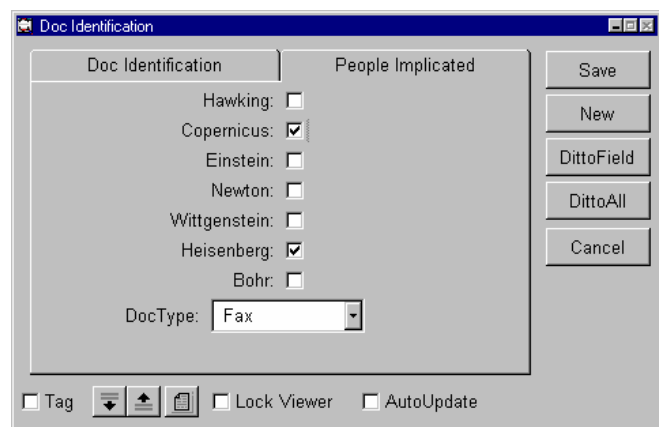 Doc Identification
Doc Identification People Implicated
Hawking:
Copernicus:
Einstein:
Newton:
Wittgenstein:
Heisenberg:
Bohr:
DocType: Fax
Save
New
DittoField
DittoAll
Cancel
Tag Lock Viewer AutoUpdate